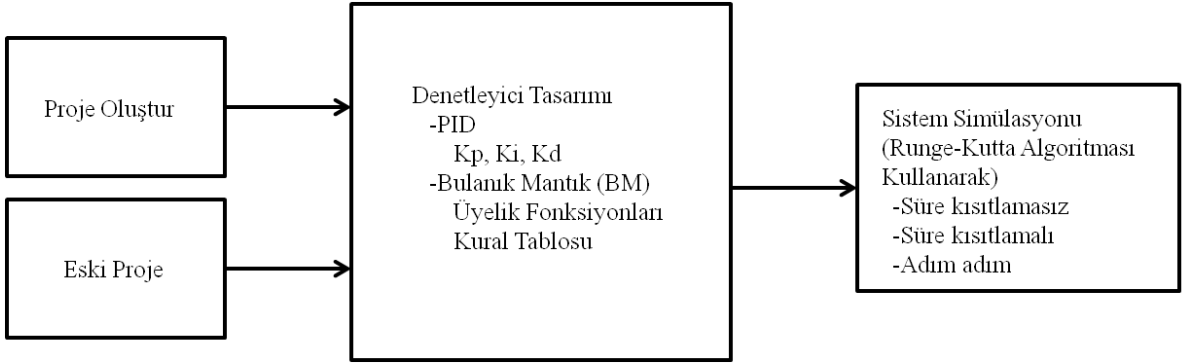 Proje Oluştur
Eski Proje
Denetleyici Tasarımı
-PID
Kp, Ki, Kd
-Bulanık Mantık (BM)
Üyelik Fonksiyonları
Kural Tablosu
Sistem Simülasyonu
(Runge-Kutta Algoritması
Kullanarak)
-Süre kısıtlamasız
-Süre kısıtlamalı
-Adım adım